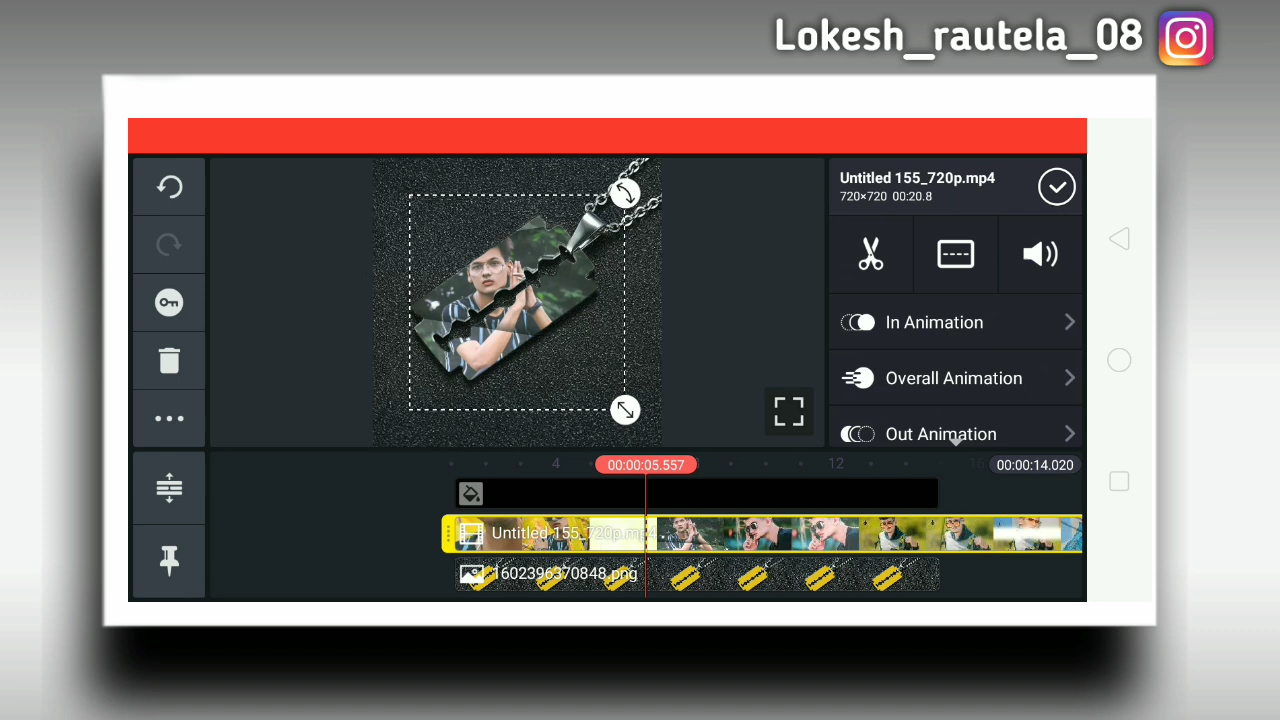 Lokesh_rautela_08
Untitled 155_720p.mp4
720×720 00:20.8
In Animation
Overall Animation
Out Animation
4
00:00:05.557
12
16
00:00:14.020
Untitled 155_720p.mp4
1602396370848.png